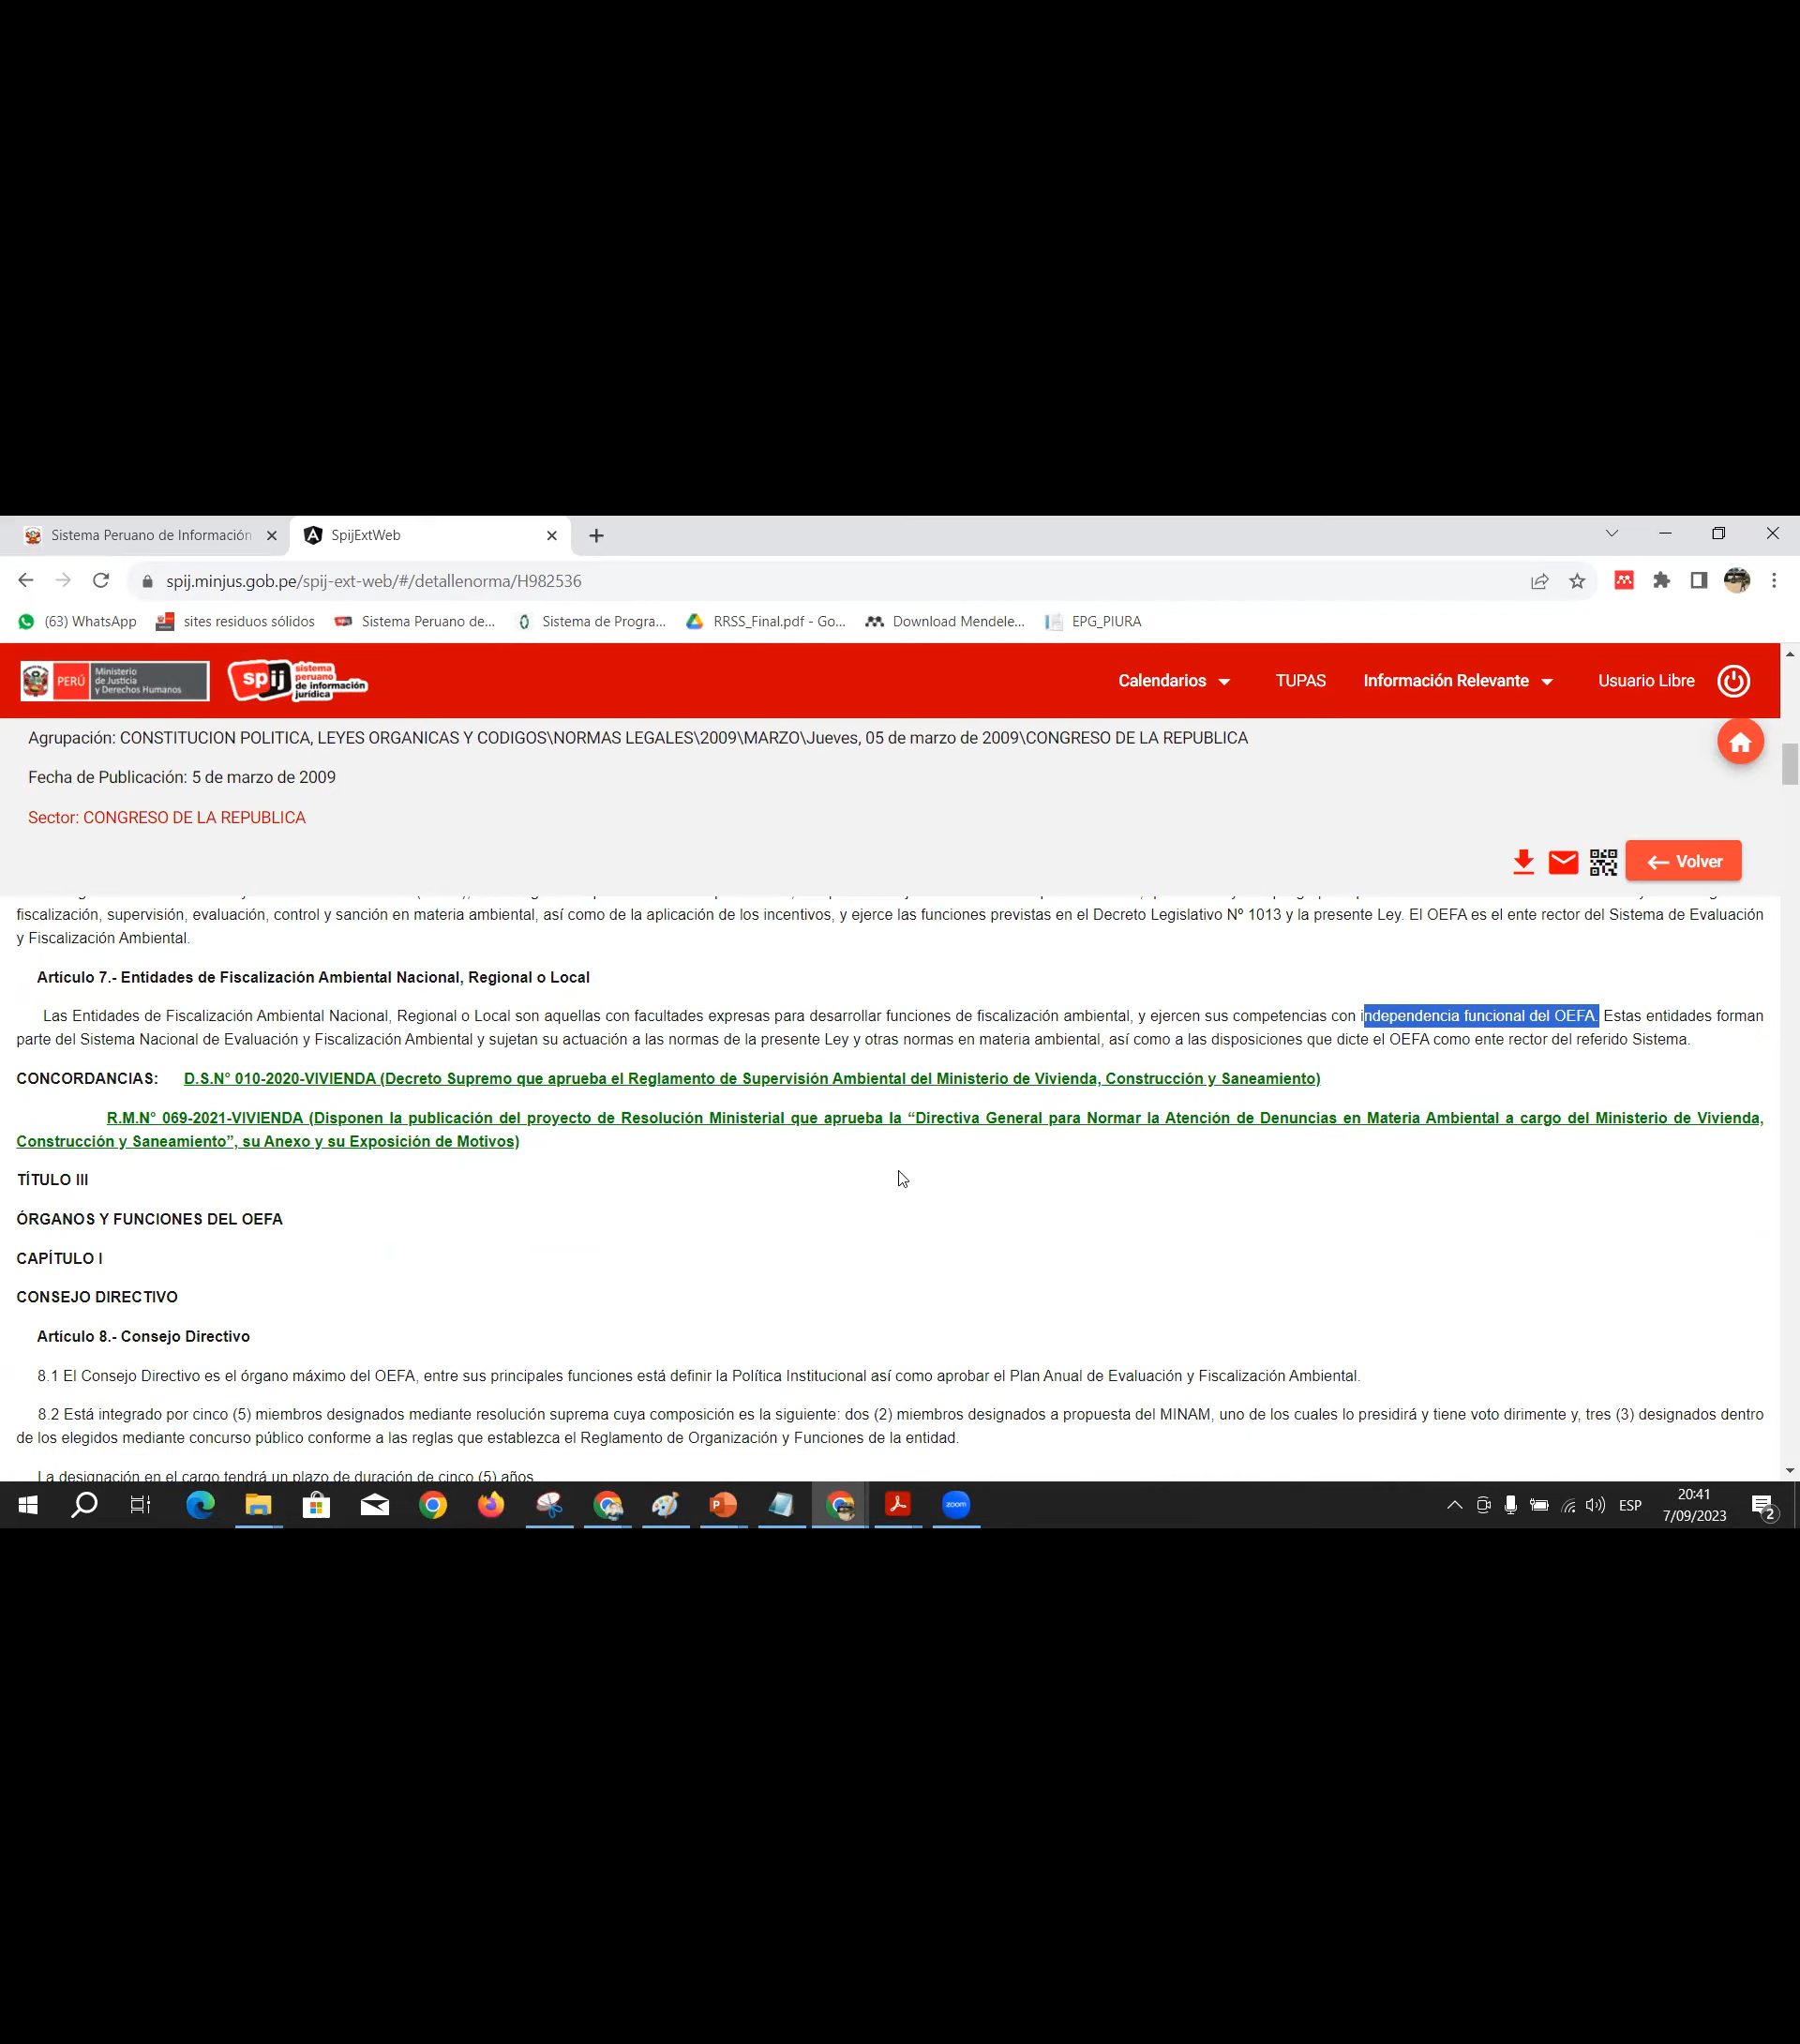 Sistema Peruano de Información
SpijExtWeb
spij.minjus.gob.pe/spij-ext-web/#/detallenorma/H982536
(63) WhatsApp
sites residuos sólidos
Sistema Peruano de...
Sistema de Progra...
RRSS_Final.pdf - Go...
Download Mendele...
EPG_PIURA
PERÚ
Ministerio
de Justicia
y Derechos Humanos
spij
sistema
peruano
de información
jurídica
Calendarios
TUPAS
Información Relevante
Usuario Libre
Agrupación: CONSTITUCION POLITICA, LEYES ORGANICAS Y CODIGOS\NORMAS LEGALES\2009\MARZO\Jueves, 05 de marzo de 2009\CONGRESO DE LA REPUBLICA
Fecha de Publicación: 5 de marzo de 2009
Sector: CONGRESO DE LA REPUBLICA
Volver
fiscalización, supervisión, evaluación, control y sanción en materia ambiental, así como de la aplicación de los incentivos, y ejerce las funciones previstas en el Decreto Legislativo Nº 1013 y la presente Ley. El OEFA es el ente rector del Sistema de Evaluación
y Fiscalización Ambiental.
Artículo 7.- Entidades de Fiscalización Ambiental Nacional, Regional o Local
Las Entidades de Fiscalización Ambiental Nacional, Regional o Local son aquellas con facultades expresas para desarrollar funciones de fiscalización ambiental, y ejercen sus competencias con independencia funcional del OEFA. Estas entidades forman
parte del Sistema Nacional de Evaluación y Fiscalización Ambiental y sujetan su actuación a las normas de la presente Ley y otras normas en materia ambiental, así como a las disposiciones que dicte el OEFA como ente rector del referido Sistema.
CONCORDANCIAS: D.S.N° 010-2020-VIVIENDA (Decreto Supremo que aprueba el Reglamento de Supervisión Ambiental del Ministerio de Vivienda, Construcción y Saneamiento)
R.M.N° 069-2021-VIVIENDA (Disponen la publicación del proyecto de Resolución Ministerial que aprueba la “Directiva General para Normar la Atención de Denuncias en Materia Ambiental a cargo del Ministerio de Vivienda,
Construcción y Saneamiento”, su Anexo y su Exposición de Motivos)
TÍTULO III
ÓRGANOS Y FUNCIONES DEL OEFA
CAPÍTULO I
CONSEJO DIRECTIVO
Artículo 8.- Consejo Directivo
8.1 El Consejo Directivo es el órgano máximo del OEFA, entre sus principales funciones está definir la Política Institucional así como aprobar el Plan Anual de Evaluación y Fiscalización Ambiental.
8.2 Está integrado por cinco (5) miembros designados mediante resolución suprema cuya composición es la siguiente: dos (2) miembros designados a propuesta del MINAM, uno de los cuales lo presidirá y tiene voto dirimente y, tres (3) designados dentro
de los elegidos mediante concurso público conforme a las reglas que establezca el Reglamento de Organización y Funciones de la entidad.
La designación en el cargo tendrá un plazo de duración de cinco (5) años
zoom
ESP
20:41
7/09/2023
2